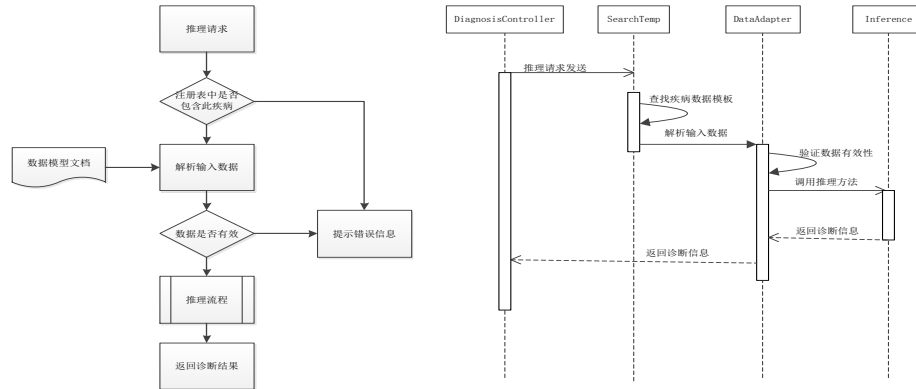 推理请求
注册表中是否
包含此疾病
数据模型文档
解析输入数据
数据是否有效
提示错误信息
推理流程
返回诊断结果
DiagnosisController
SearchTemp
DataAdapter
Inference
推理请求发送
查找疾病数据模板
解析输入数据
验证数据有效性
调用推理方法
返回诊断信息
返回诊断信息